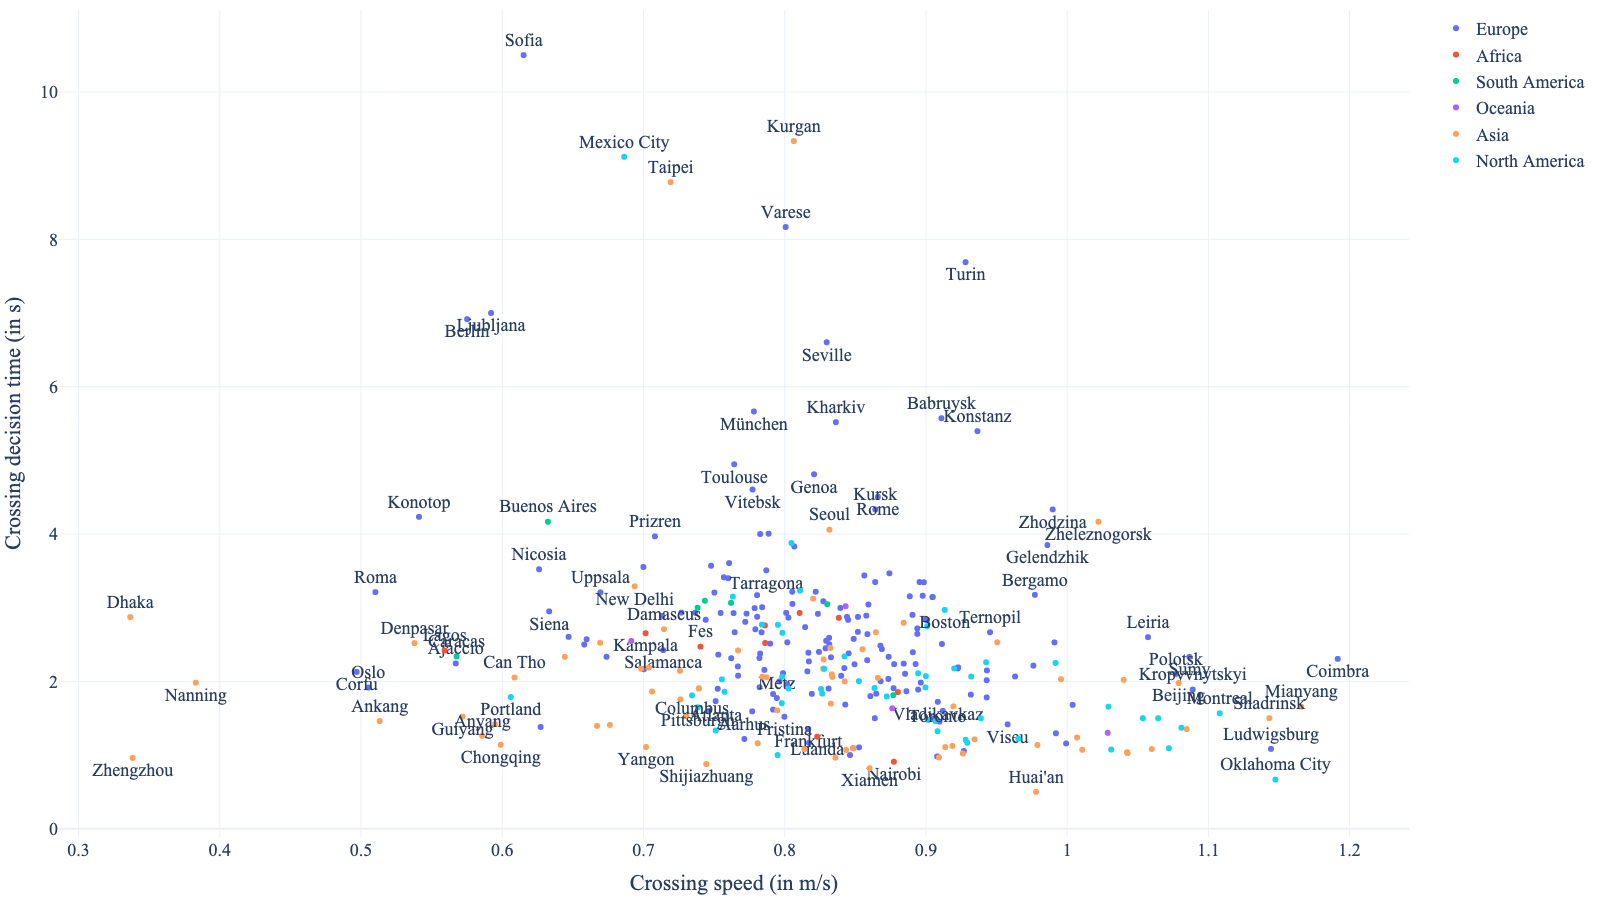 Sofia
Kurgan
Mexico City
Taipei
Varese
Turin
Ljubljana
Berlin
Seville
Babruysk
Kharkiv
Konstanz
München
Toulouse
Genoa
Kursk
Vitebsk
Rome
Konotop
Buenos Aires
Seoul
Prizren
Zhodzina
Zheleznogorsk
Nicosia
Gelendzhik
Roma
Uppsala
Tarragona
Bergamo
Dhaka
New Delhi
Damascus
Denpasar
Siena
Boston
Ternopil
Leiria
Lagos
Caracas
Ajaccio
Fes
Kampala
Can Tho
Salamanca
Polotsk
Sumy
Kropyvnytskyi
Coimbra
Oslo
Corfu
Metz
Nanning
Beijing
Montreal
Mianyang
Shadrinsk
Ankang
Portland
Columbus
Atlanta
Pittsburgh
Aarhus
Vladikavkaz
Toronto
Anyang
Guiyang
Pristina
Frankfurt
Luanda
Viseu
Ludwigsburg
Chongqing
Yangon
Oklahoma City
Zhengzhou
Shijiazhuang
Xiamen
Nairobi
Huai'an
10
8
6
4
2
0
0.3
0.4
0.5
0.6
0.7
0.8
0.9
1
1.1
1.2
Crossing decision time (in s)
Crossing speed (in m/s)
Europe
Africa
South America
Oceania
Asia
North America